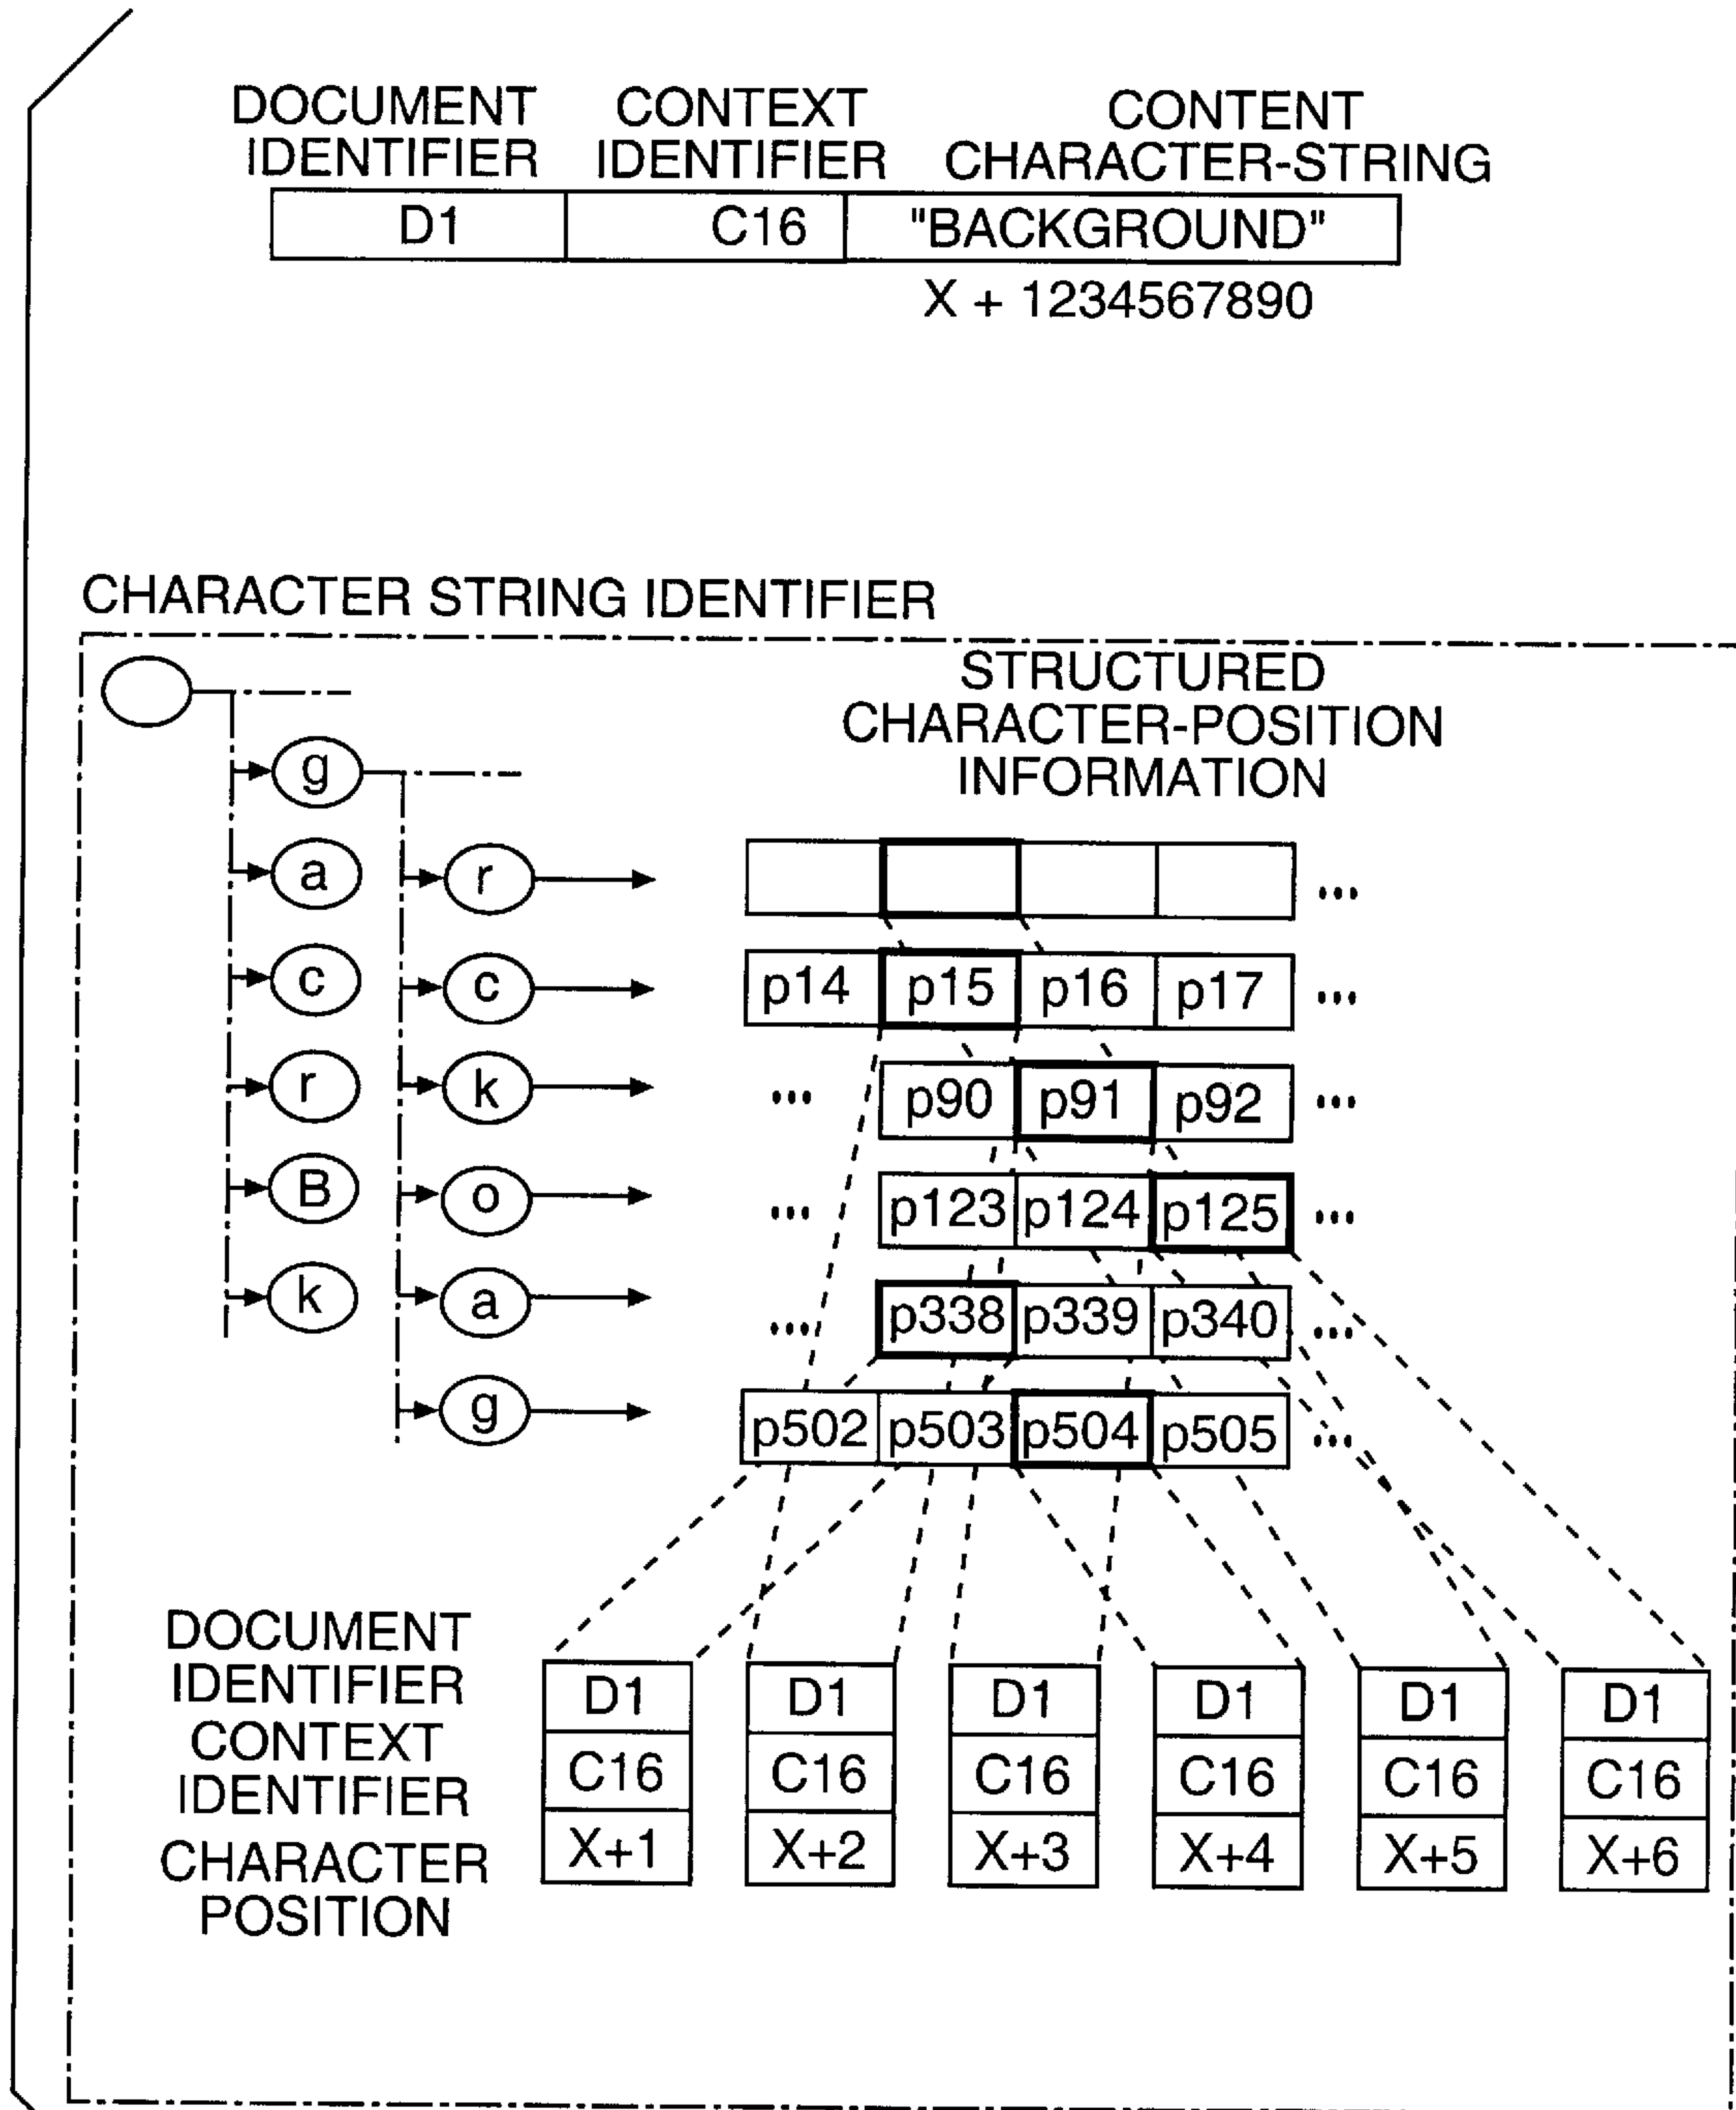 DOCUMENT IDENTIFIER
CONTEXT IDENTIFIER
CONTENT CHARACTER-STRING
D1 C16 "BACKGROUND"
X + 1234567890
CHARACTER STRING IDENTIFIER
STRUCTURED
CHARACTER-POSITION
INFORMATION
g
a r
c c p14 p15 p16 p17 ...
r k ... p90 p91 p92 ...
B o ... p123 p124 p125 ...
k a ... p338 p339 p340 ...
g p502 p503 p504 p505 ...
DOCUMENT
IDENTIFIER
D1 D1 D1 D1 D1 D1
CONTEXT
IDENTIFIER
C16 C16 C16 C16 C16 C16
CHARACTER
POSITION
X+1 X+2 X+3 X+4 X+5 X+6